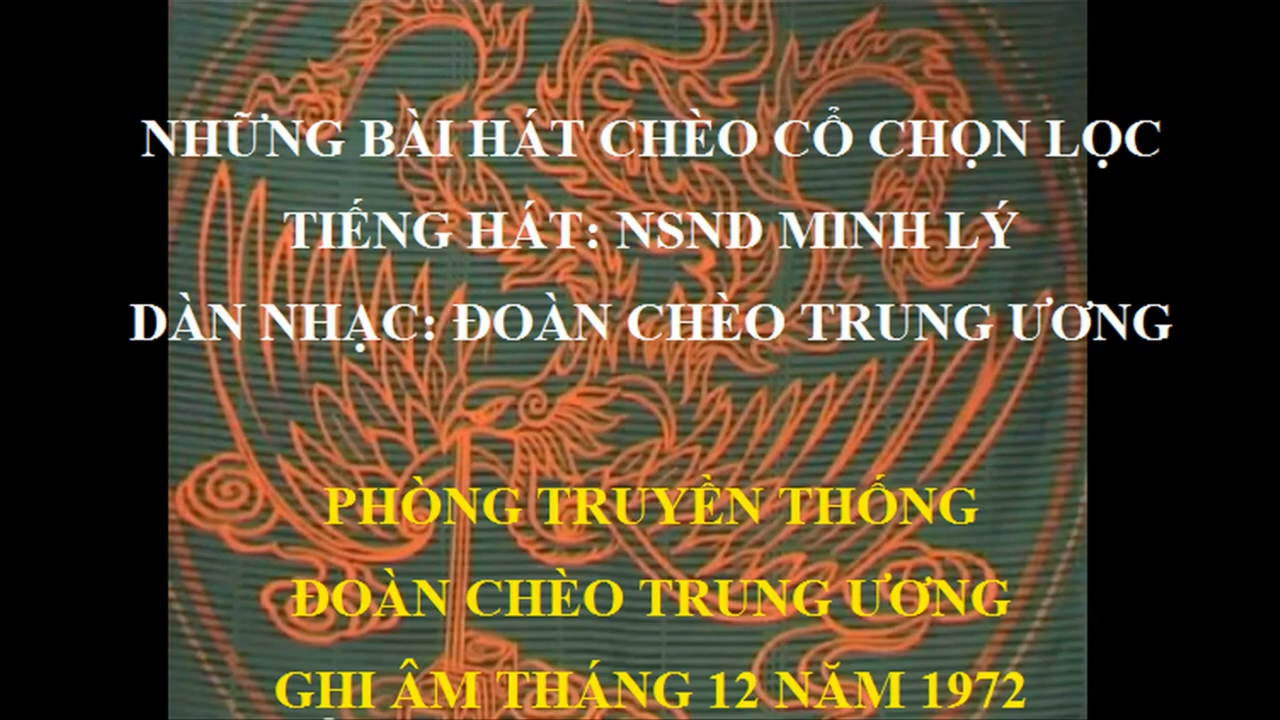 NHỮNG BÀI HÁT CHÈO CỔ CHỌN LỌC
TIẾNG HÁT: NSND MINH LÝ
DÀN NHẠC: ĐOÀN CHÈO TRUNG ƯƠNG
PHÒNG TRUYỀN THỐNG
ĐOÀN CHÈO TRUNG ƯƠNG
GHI ÂM THÁNG 12 NĂM 1972